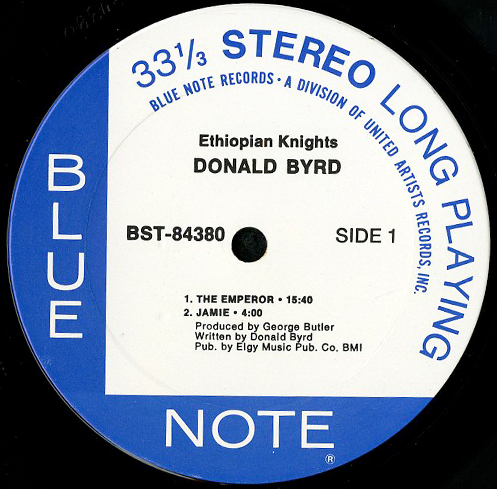 33⅓ STEREO LONG PLAYING
BLUE NOTE RECORDS • A DIVISION OF UNITED ARTISTS RECORDS, INC.
Ethiopian Knights
DONALD BYRD
BST-84380
SIDE 1
1. THE EMPEROR • 15:40
2. JAMIE • 4:00
Produced by George Butler
Written by Donald Byrd
Pub. by Elgy Music Pub. Co. BMI
BLUE
NOTE
®